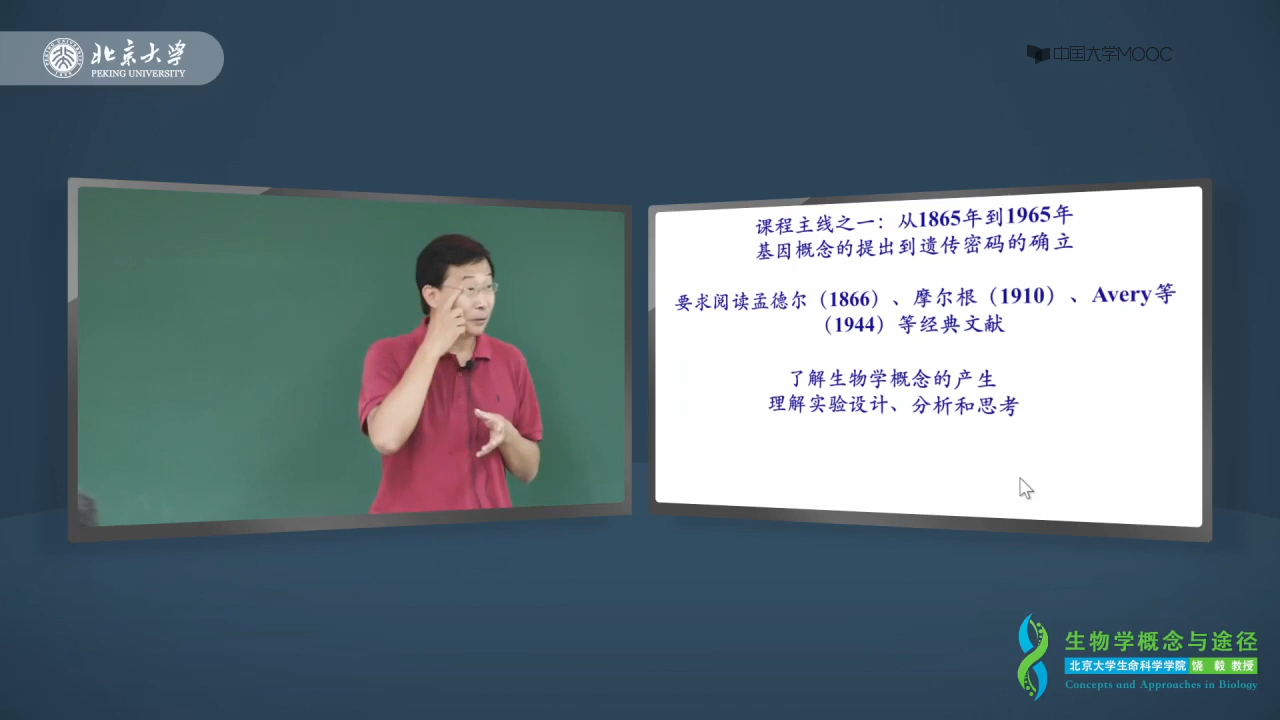 北京大学
PEKING UNIVERSITY
中国大学MOOC
课程主线之一：从1865年到1965年
基因概念的提出到遗传密码的确立
要求阅读孟德尔（1866）、摩尔根（1910）、Avery等
（1944）等经典文献
了解生物学概念的产生
理解实验设计、分析和思考
生物学概念与途径
北京大学生命科学学院 饶 毅 教授
Concepts and Approaches in Biology